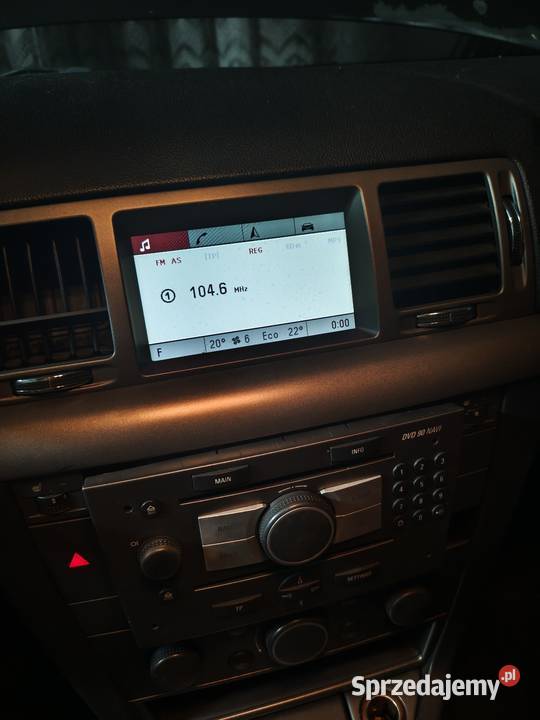 FM AS [TP] REG RDM MP3
1 104.6 MHz
F 20° 6 Eco 22° 0:00
DVD 90 NAVI
INFO
MAIN
TP SETTINGS
Sprzedajemy.pl